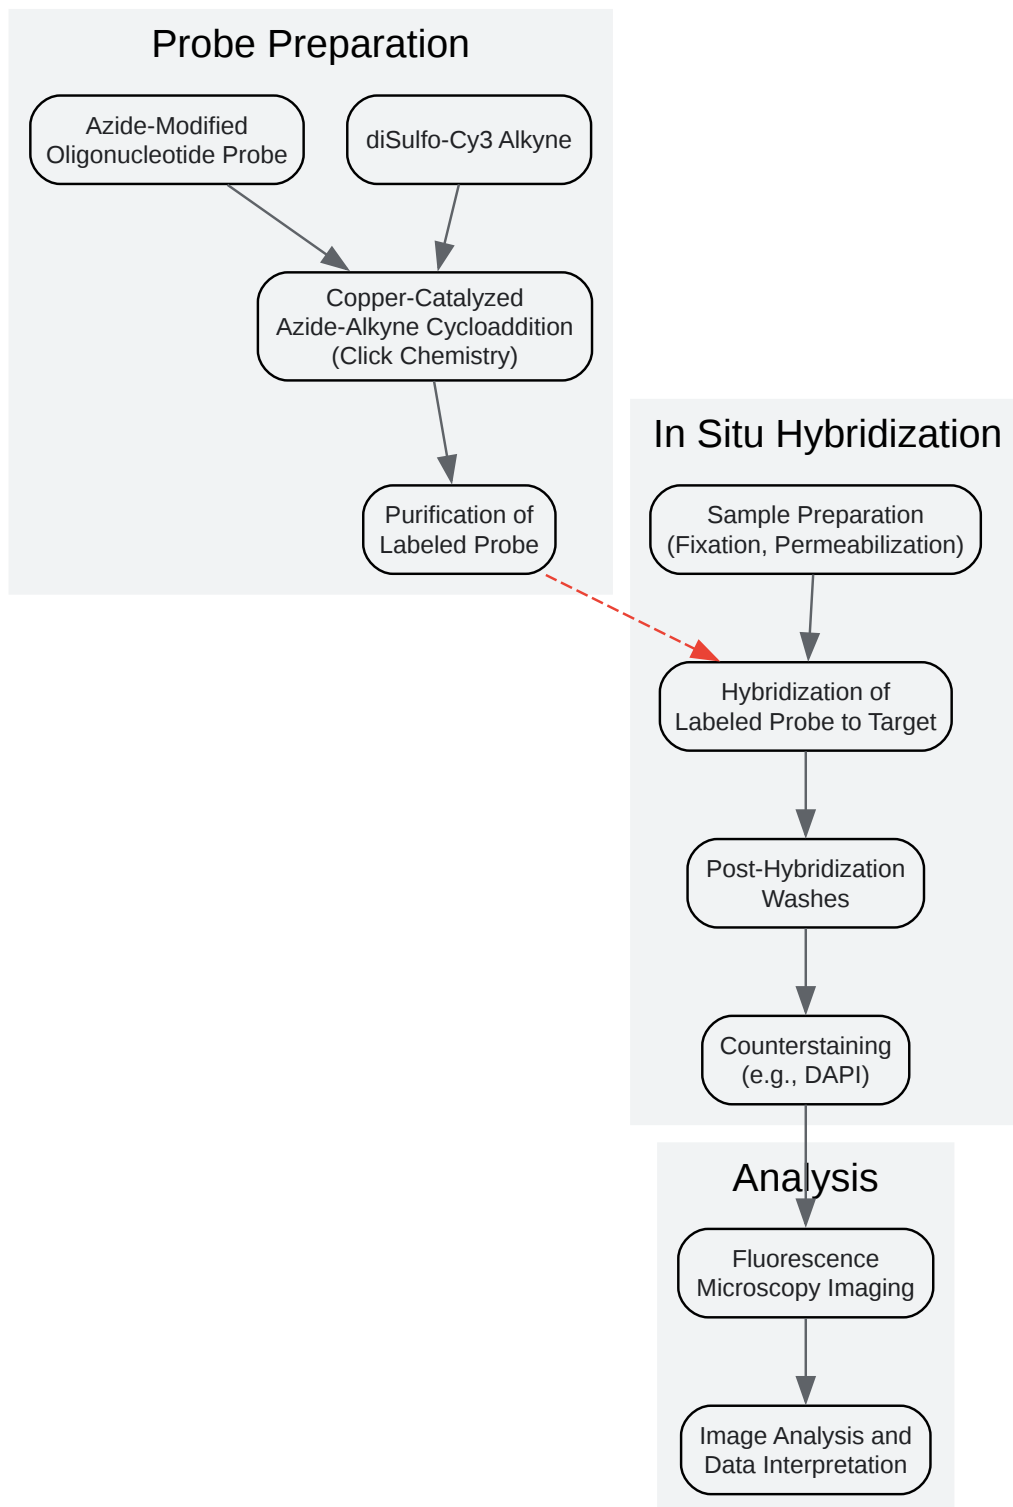 Probe Preparation
Azide-Modified
Oligonucleotide Probe
diSulfo-Cy3 Alkyne
Copper-Catalyzed
Azide-Alkyne Cycloaddition
(Click Chemistry)
Purification of
Labeled Probe
In Situ Hybridization
Sample Preparation
(Fixation, Permeabilization)
Hybridization of
Labeled Probe to Target
Post-Hybridization
Washes
Counterstaining
(e.g., DAPI)
Analysis
Fluorescence
Microscopy Imaging
Image Analysis and
Data Interpretation